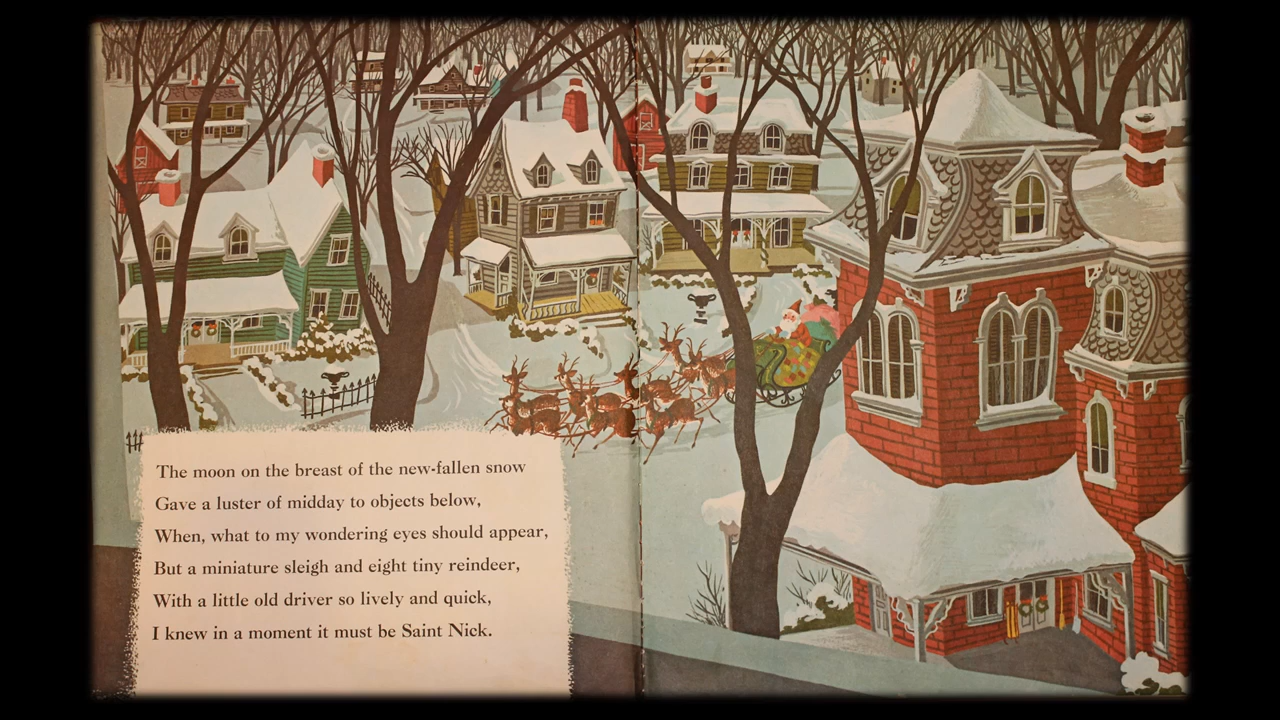 The moon on the breast of the new-fallen snow
Gave a luster of midday to objects below,
When, what to my wondering eyes should appear,
But a miniature sleigh and eight tiny reindeer,
With a little old driver so lively and quick,
I knew in a moment it must be Saint Nick.